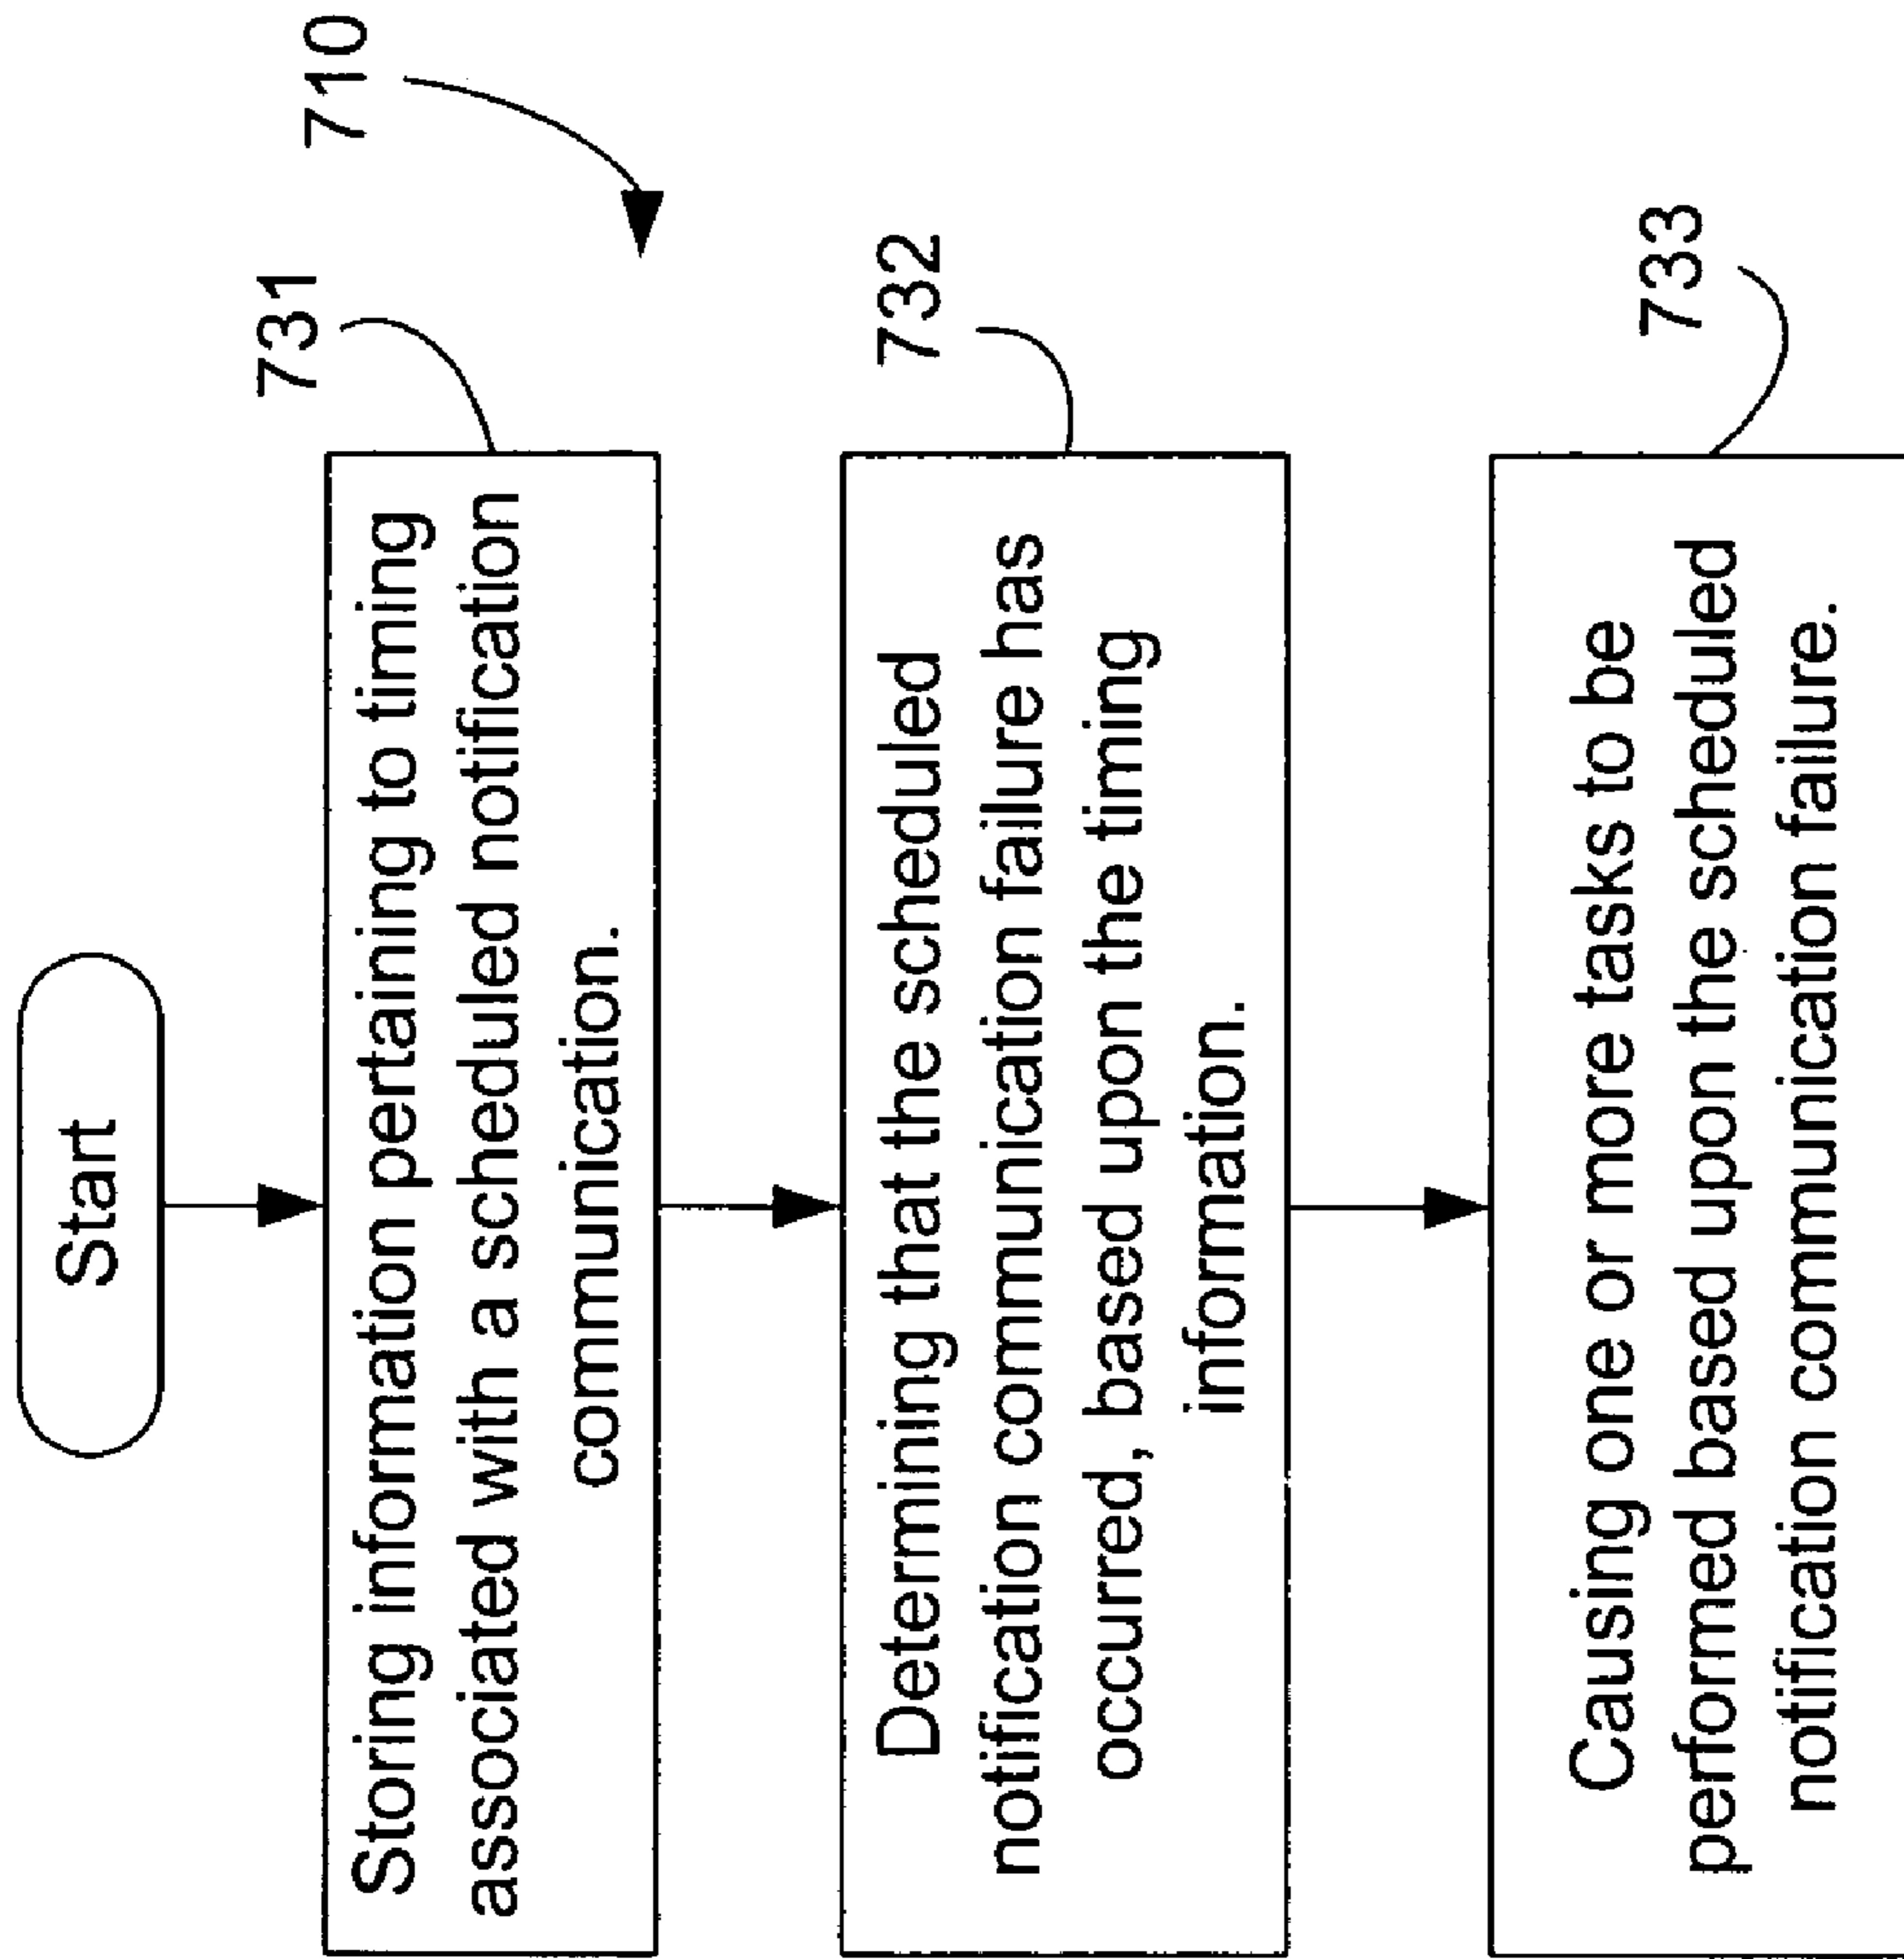 Start
710
731
Storing information pertaining to timing
associated with a scheduled notification
communication.
732
Determining that the scheduled
notification communication failure has
occurred, based upon the timing
information.
733
Causing one or more tasks to be
performed based upon the scheduled
notification communication failure.